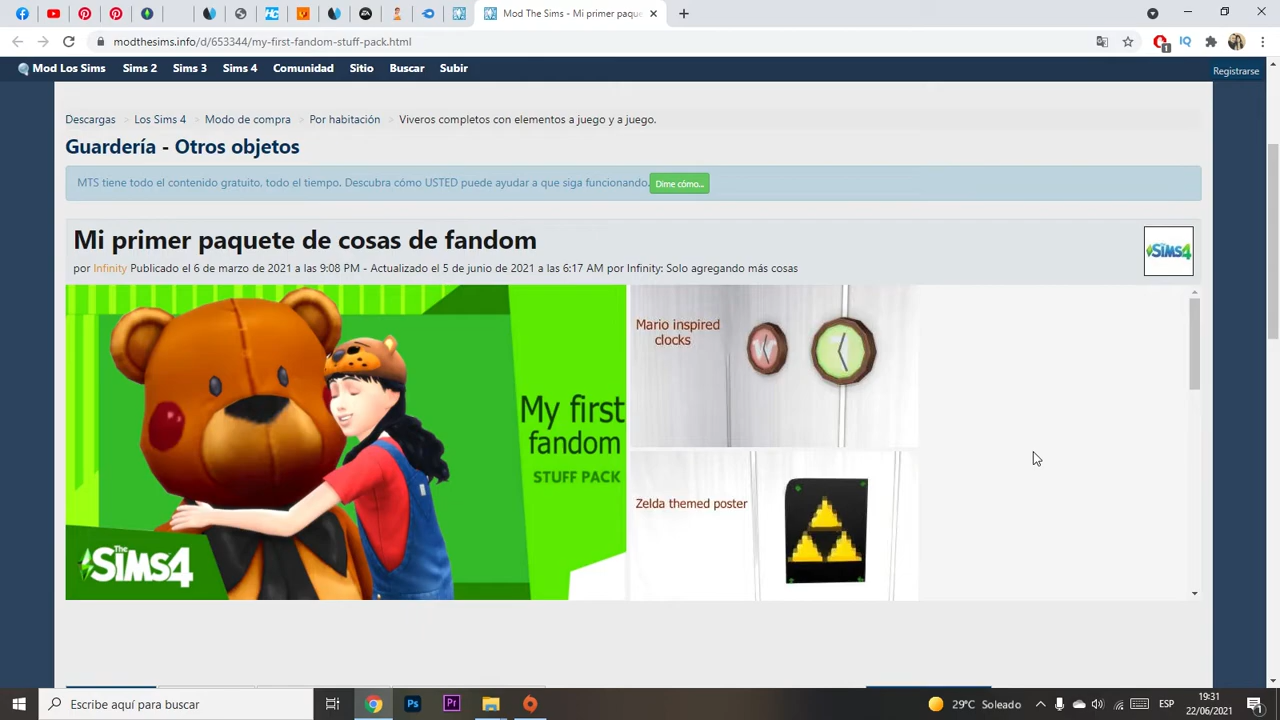 Mod The Sims - Mi primer paque
modthesims.info/d/653344/my-first-fandom-stuff-pack.html
1
Mod Los Sims Sims 2 Sims 3 Sims 4 Comunidad Sitio Buscar Subir Registrarse
Descargas Los Sims 4 Modo de compra Por habitación Viveros completos con elementos a juego y a juego.
Guardería - Otros objetos
MTS tiene todo el contenido gratuito, todo el tiempo. Descubra cómo USTED puede ayudar a que siga funcionando. Dime cómo...
Mi primer paquete de cosas de fandom
por Infinity Publicado el 6 de marzo de 2021 a las 9:08 PM - Actualizado el 5 de junio de 2021 a las 6:17 AM por Infinity: Solo agregando más cosas
SiMS4
Mario inspired
clocks
My first
fandom
STUFF PACK
Zelda themed poster
The
SiMS4
Escribe aquí para buscar
Ps
Pr
29°C Soleado
ESP
19:31
22/06/2021
1